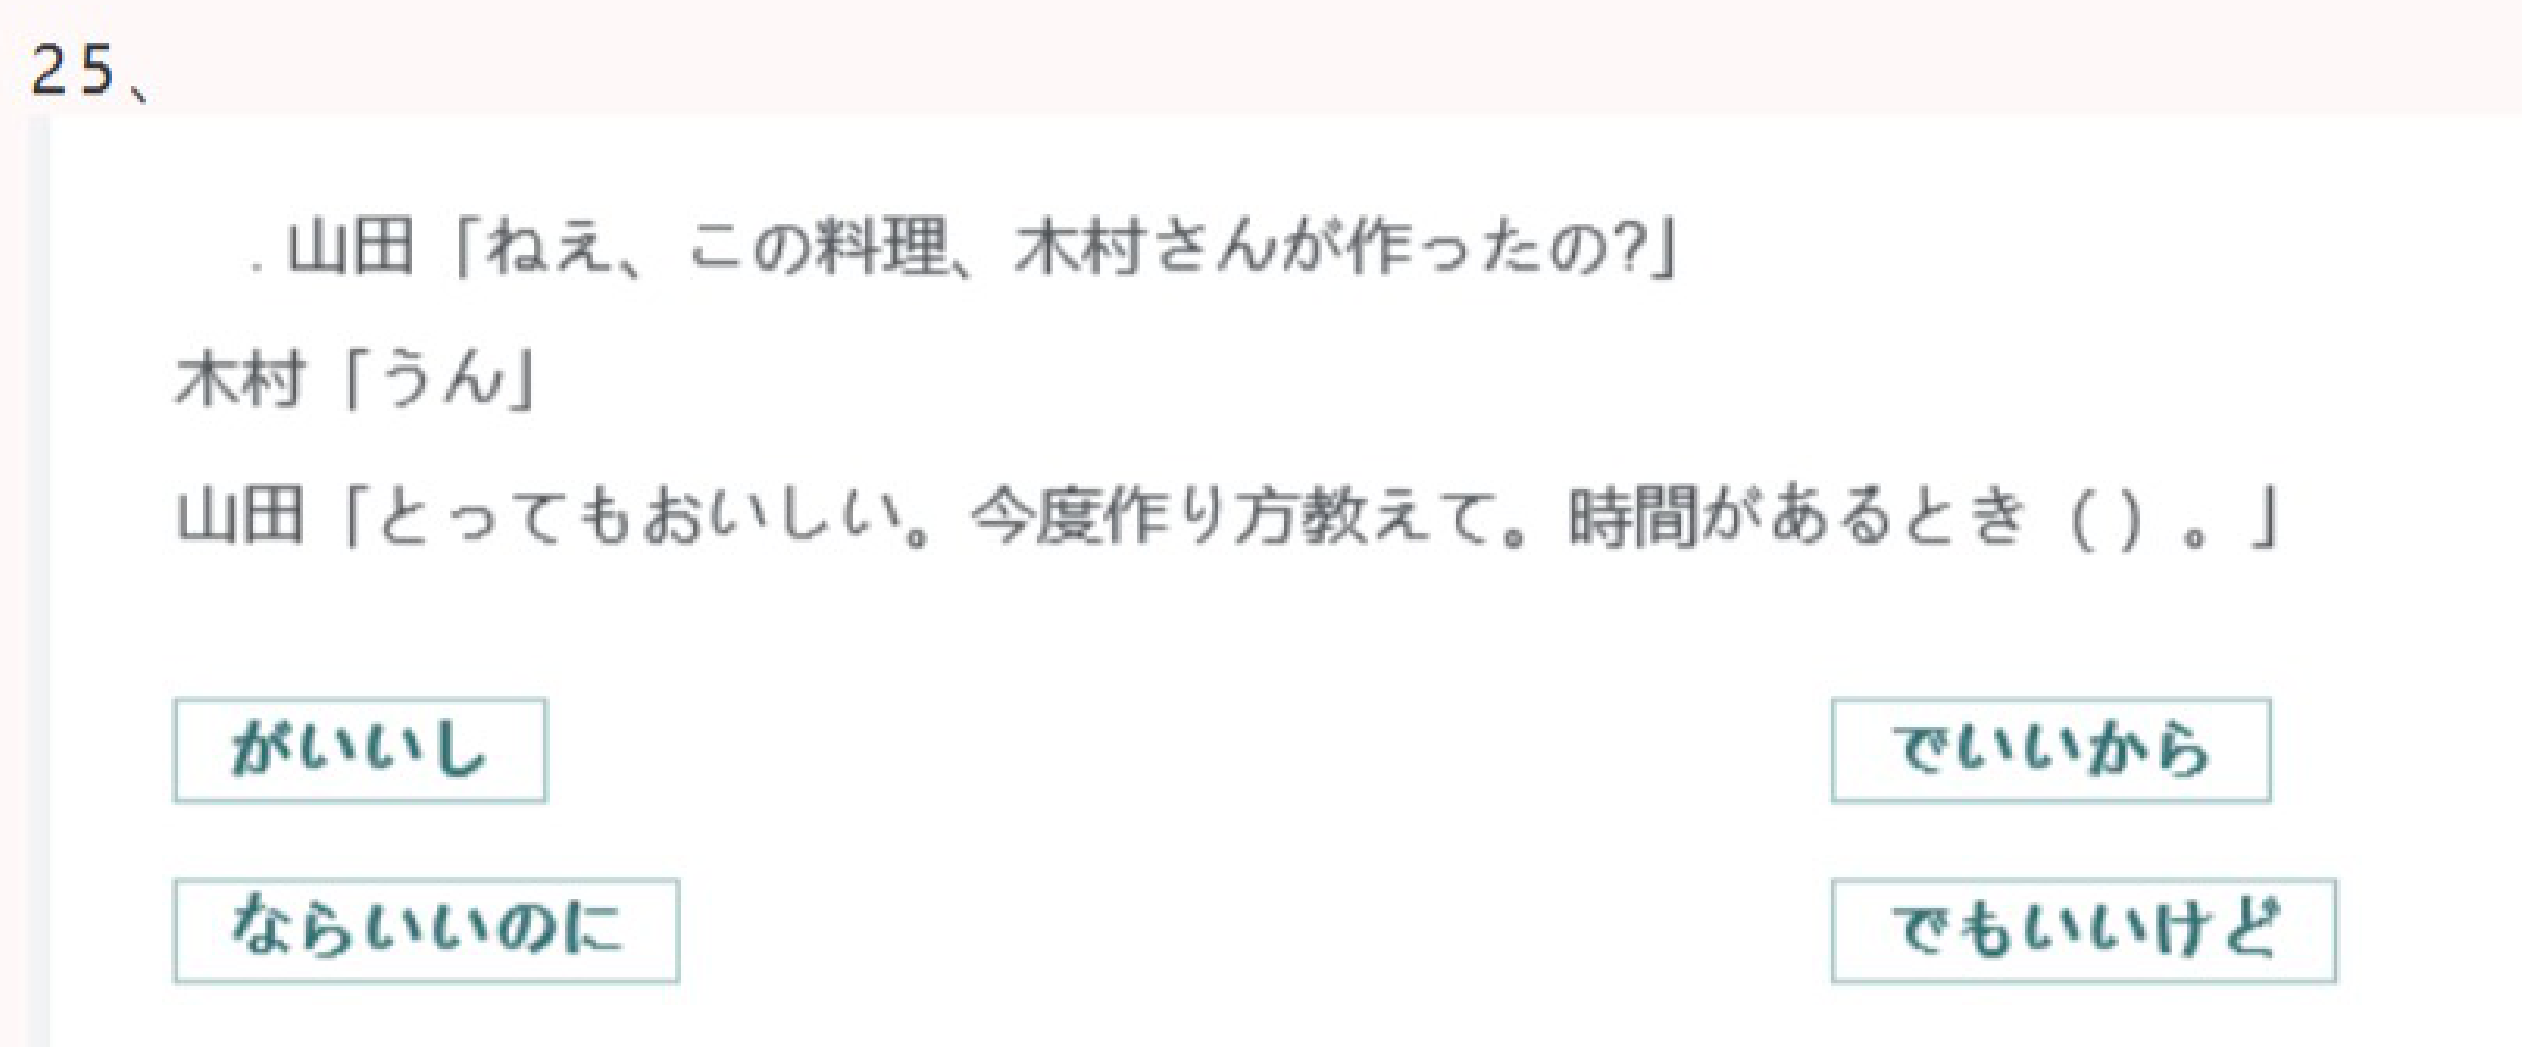 25、
. 山田「ねえ、この料理、木村さんが作ったの?」
木村「うん」
山田「とってもおいしい。今度作り方教えて。時間があるとき（）。」
がいいし
でいいから
ならいいのに
でもいいけど